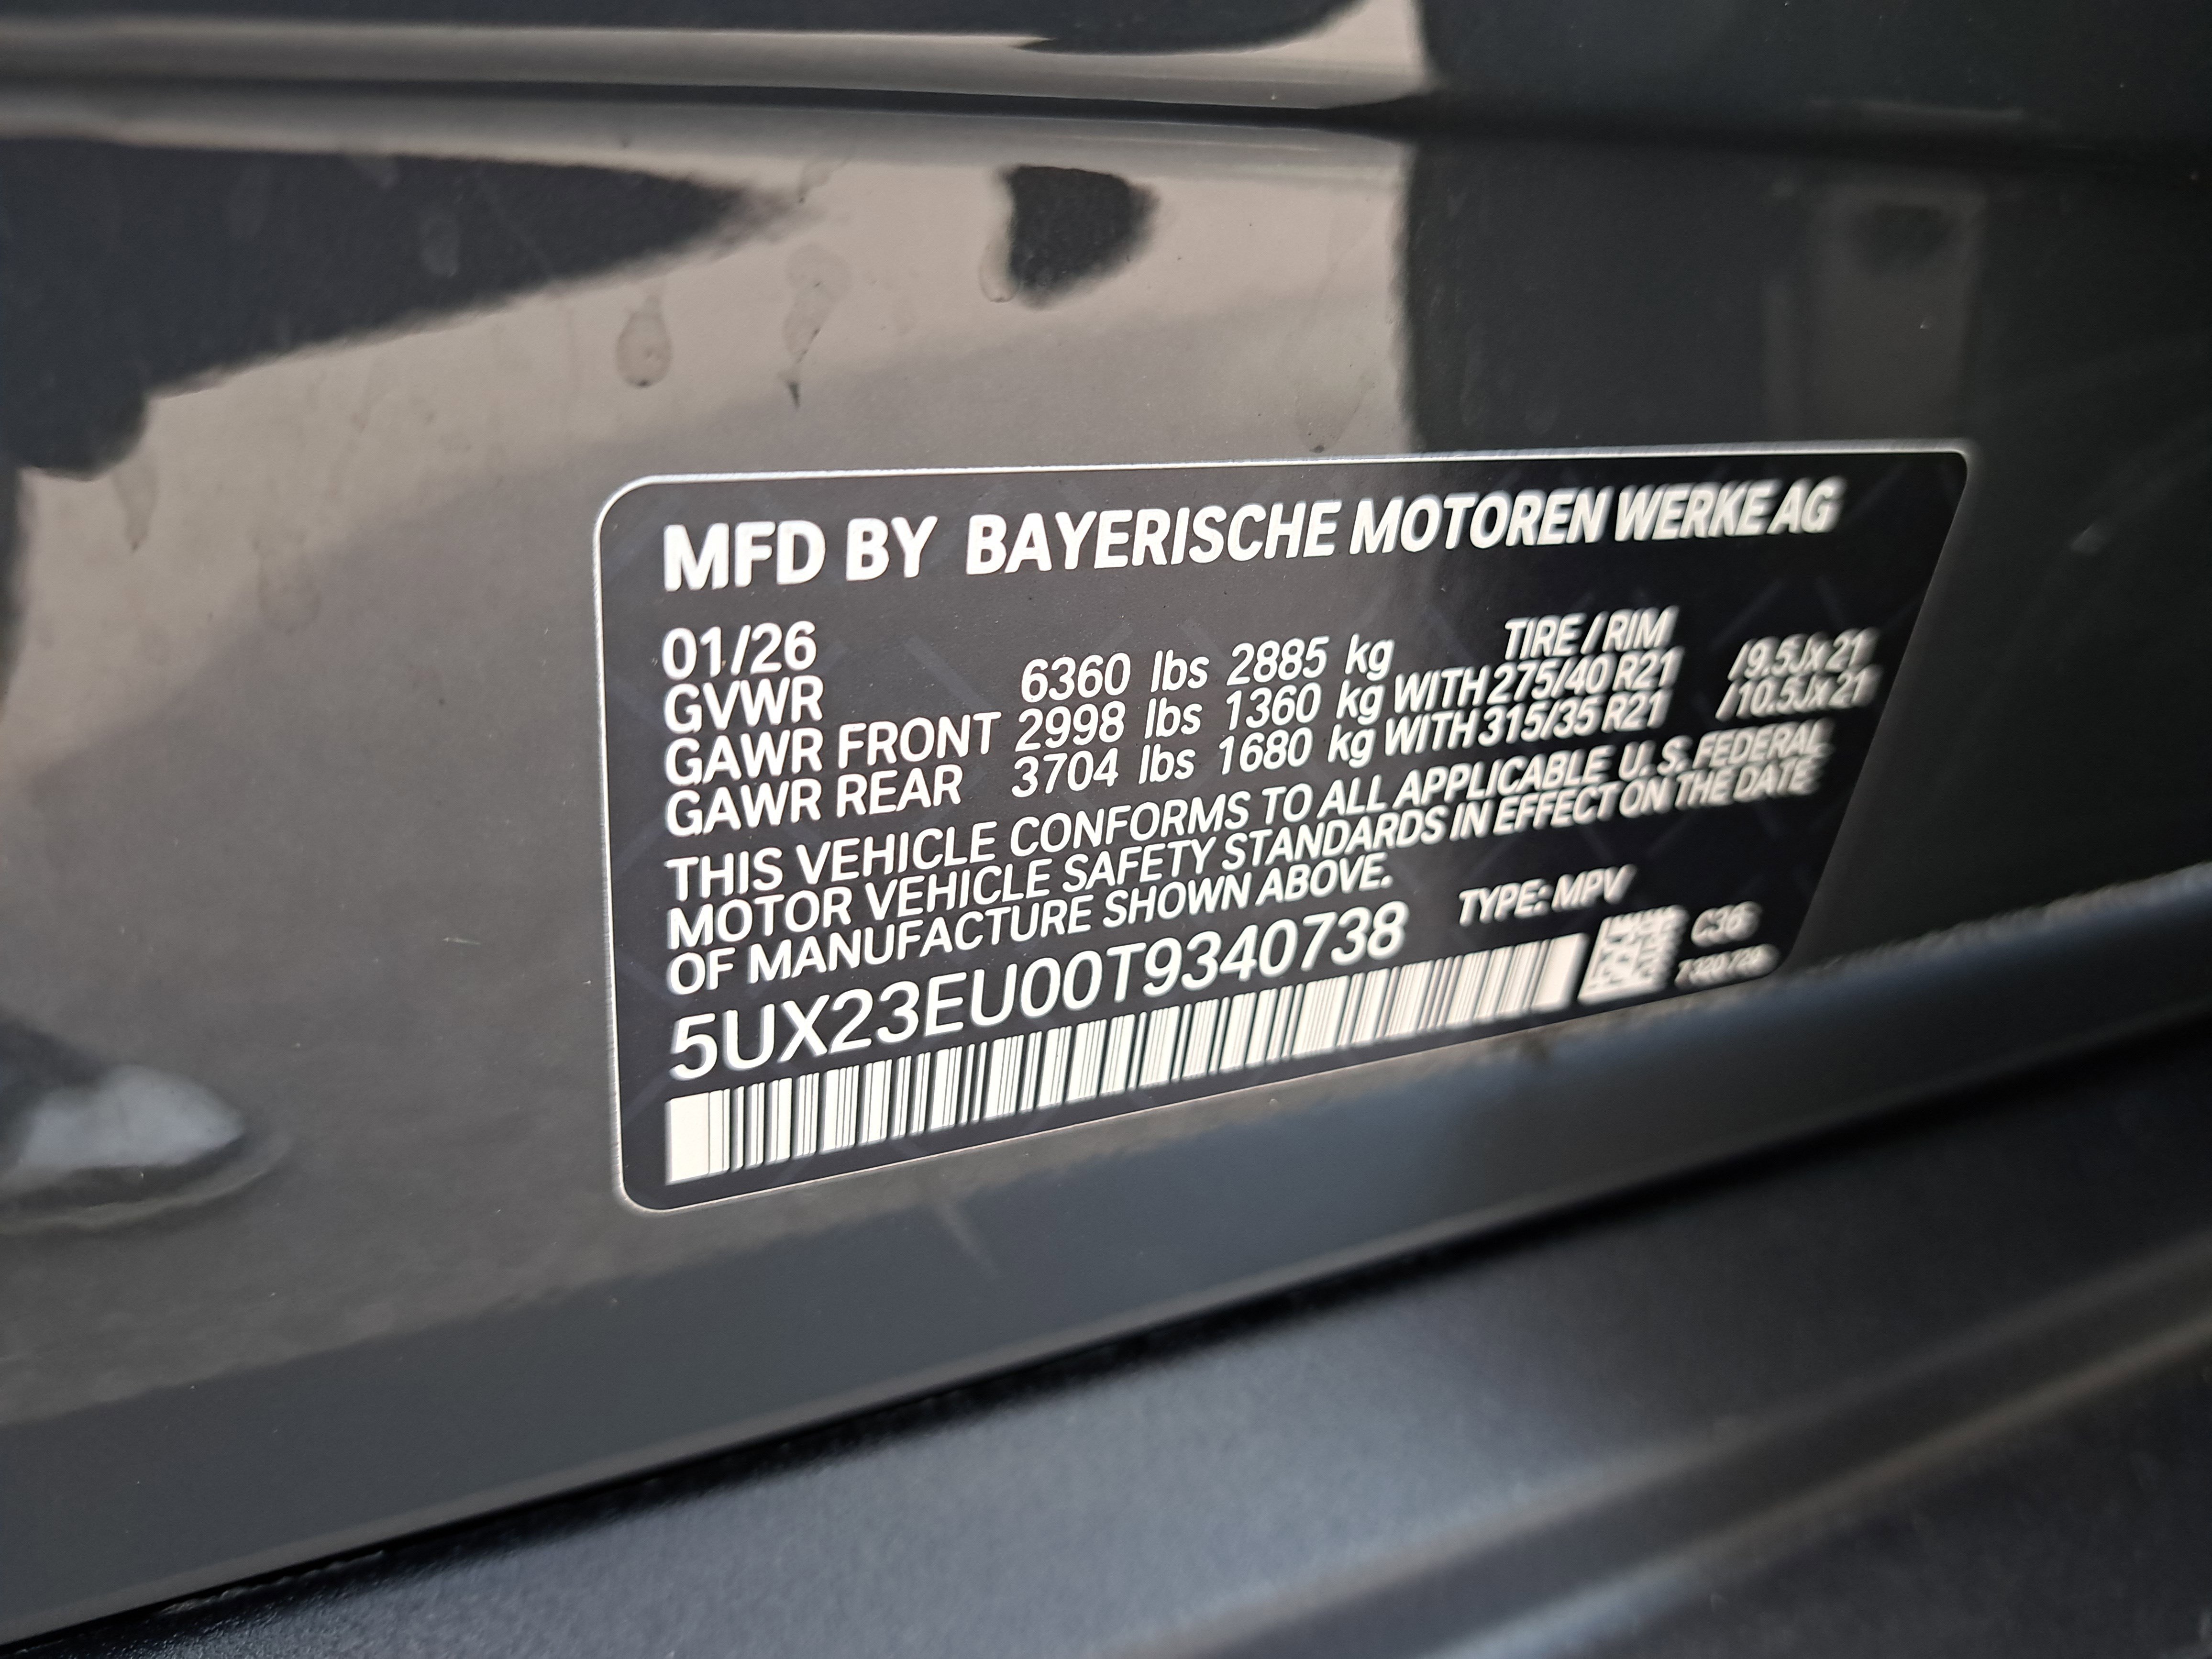 MFD BY BAYERISCHE MOTOREN WERKE AG
01/26 TIRE / RIM
GVWR 6360 lbs 2885 kg
GAWR FRONT 2998 lbs 1360 kg WITH 275/40 R21 /9.5Jx21
GAWR REAR 3704 lbs 1680 kg WITH 315/35 R21 /10.5Jx21
THIS VEHICLE CONFORMS TO ALL APPLICABLE U. S. FEDERAL
MOTOR VEHICLE SAFETY STANDARDS IN EFFECT ON THE DATE
OF MANUFACTURE SHOWN ABOVE.
5UX23EU00T9340738 TYPE: MPV
C36